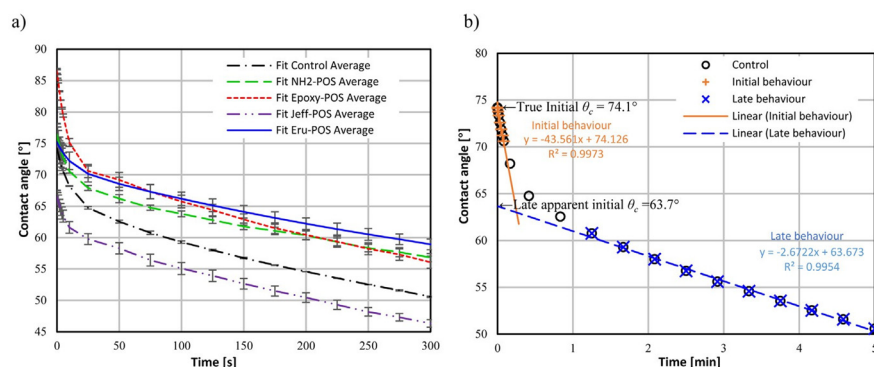 a)
90
85
80
75
70
65
60
55
50
45
Contact angle [°]
0
50
100
150
200
250
300
Time [s]
Fit Control Average
Fit NH2-POS Average
Fit Epoxy-POS Average
Fit Jeff-POS Average
Fit Eru-POS Average
b)
80
75
70
65
60
55
50
Contact angle [°]
0
1
2
3
4
5
Time [min]
Control
Initial behaviour
Late behaviour
Linear (Initial behaviour)
Linear (Late behaviour)
←True Initial θc = 74.1°
Initial behaviour
y = -43.561x + 74.126
R² = 0.9973
←Late apparent initial θc =63.7°
Late behaviour
y = -2.6722x + 63.673
R² = 0.9954